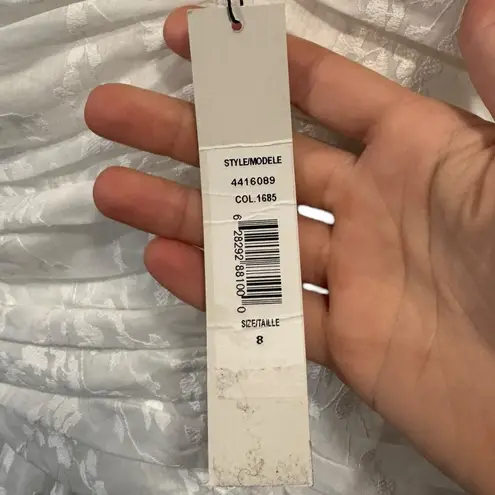 STYLE/MODELE
4416089
COL.1685
6 28292 88100 0
SIZE/TAILLE
8